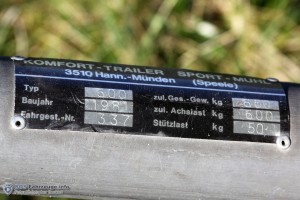 KOMFORT-TRAILER SPORT-MÜHL
3510 Hann.-Münden (Speele)
Typ 600 zul. Ges.-Gew. kg
Baujahr 1981 zul. Achslast kg 600
Fahrgest.-Nr. 337 Stützlast kg 50